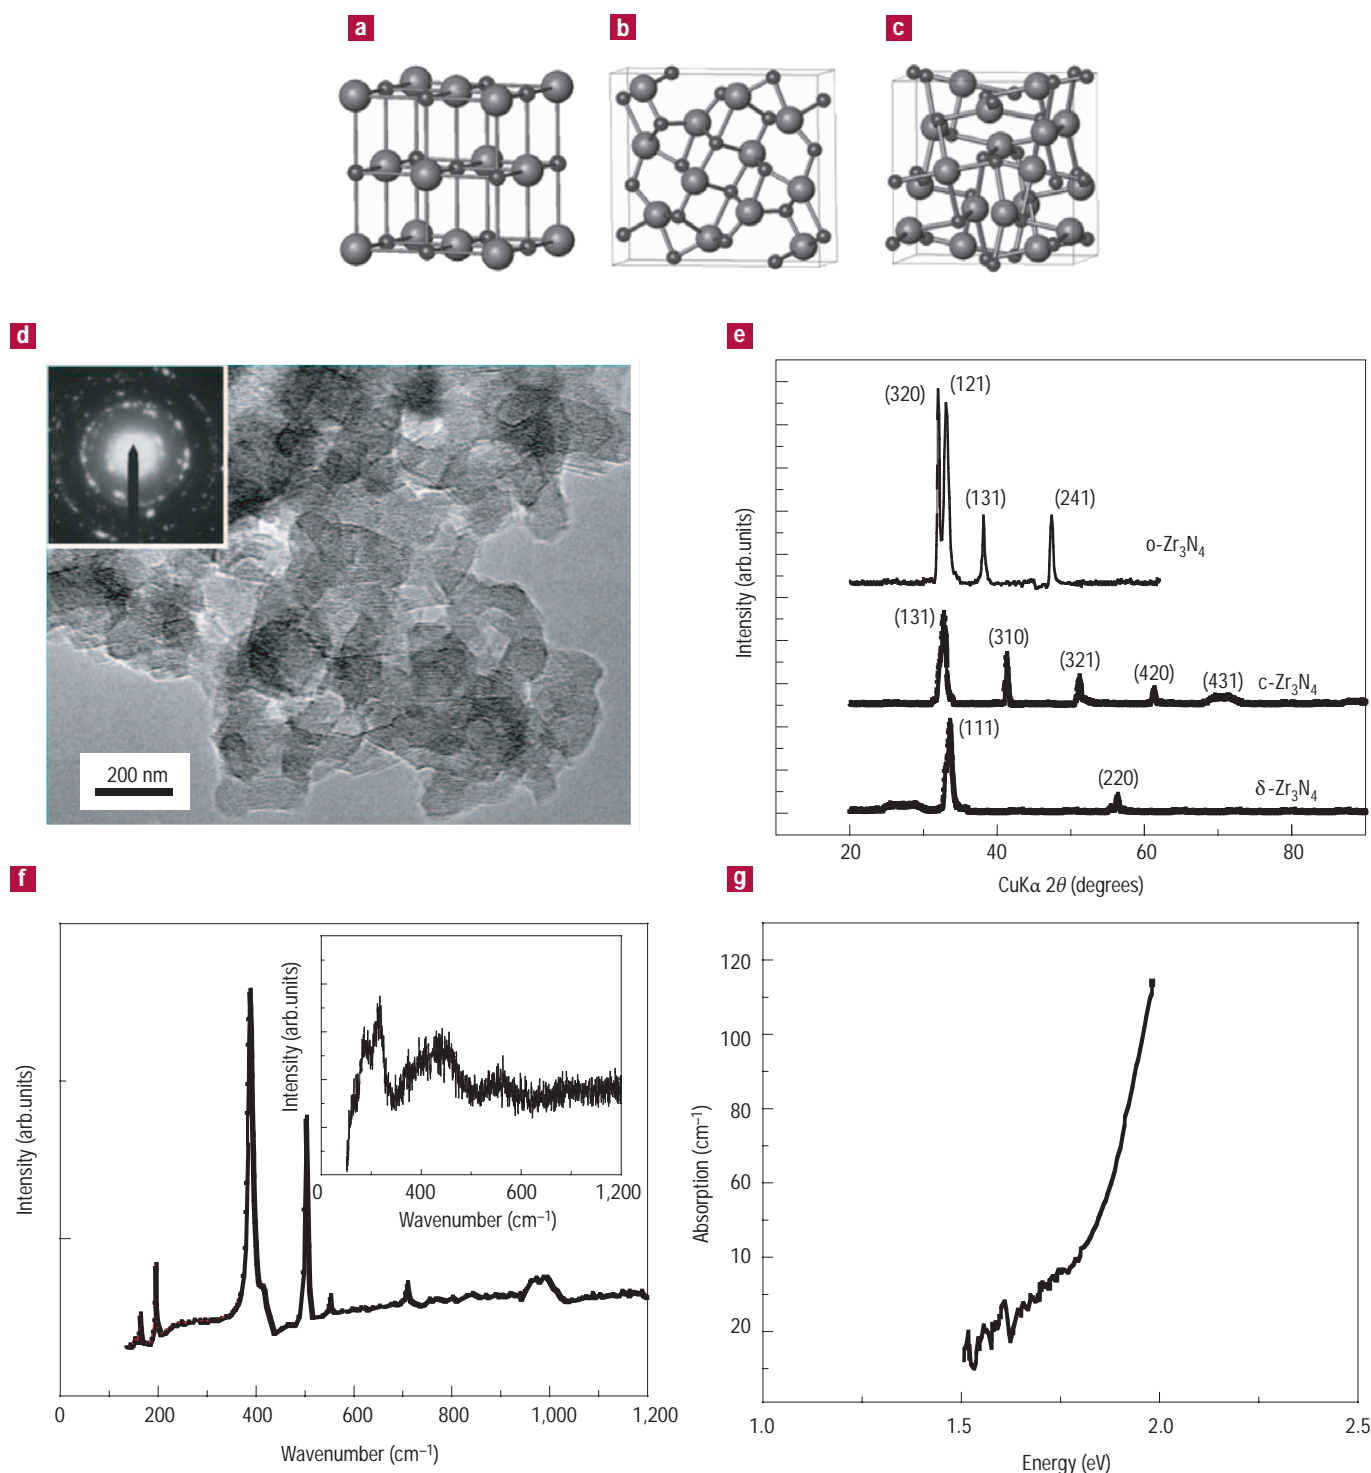 a
b
c
d
200 nm
e
(320)
(121)
(131)
(241)
o-Zr3N4
(131)
(310)
(321)
(420)
(431)
c-Zr3N4
(111)
(220)
δ-Zr3N4
Intensity (arb.units)
20
40
60
80
CuKα 2θ (degrees)
f
Intensity (arb.units)
Intensity (arb.units)
0
400
600
1,200
Wavenumber (cm–1)
0
200
400
600
800
1,000
1,200
Wavenumber (cm–1)
g
Absorption (cm–1)
120
100
80
60
10
20
1.0
1.5
2.0
2.5
Energy (eV)